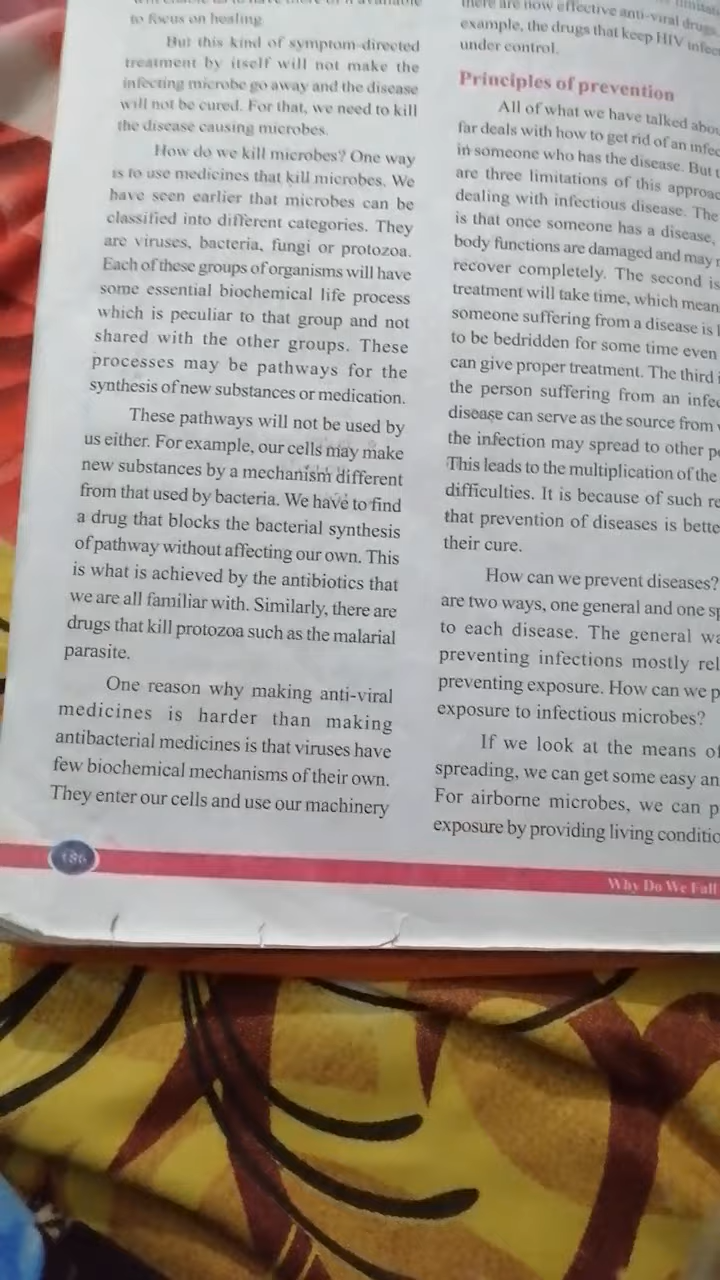 to focus on healing
But this kind of symptom-directed
treatment by itself will not make the
infecting microbe go away and the disease
will not be cured. For that, we need to kill
the disease causing microbes.
How do we kill microbes? One way
is to use medicines that kill microbes. We
have seen earlier that microbes can be
classified into different categories. They
are viruses, bacteria, fungi or protozoa.
Each of these groups of organisms will have
some essential biochemical life process
which is peculiar to that group and not
shared with the other groups. These
processes may be pathways for the
synthesis of new substances or medication.
These pathways will not be used by
us either. For example, our cells may make
new substances by a mechanism different
from that used by bacteria. We have to find
a drug that blocks the bacterial synthesis
of pathway without affecting our own. This
is what is achieved by the antibiotics that
we are all familiar with. Similarly, there are
drugs that kill protozoa such as the malarial
parasite.
One reason why making anti-viral
medicines is harder than making
antibacterial medicines is that viruses have
few biochemical mechanisms of their own.
They enter our cells and use our machinery
there are now effective anti-viral drugs,
example, the drugs that keep HIV
under control.
Principles of prevention
All of what we have talked
far deals with how to get rid of an
in someone who has the disease. But
are three limitations of this
dealing with infectious disease. The
is that once someone has a disease,
body functions are damaged and may
recover completely. The second is
treatment will take time, which
someone suffering from a disease is
to be bedridden for some time even
can give proper treatment. The third
the person suffering from an
disease can serve as the source from
the infection may spread to other
This leads to the multiplication of the
difficulties. It is because of such
that prevention of diseases is
their cure.
How can we prevent diseases?
are two ways, one general and one
to each disease. The general
preventing infections mostly
preventing exposure. How can we
exposure to infectious microbes?
If we look at the means
spreading, we can get some easy
For airborne microbes, we can
exposure by providing living
186
Why Do We Fall